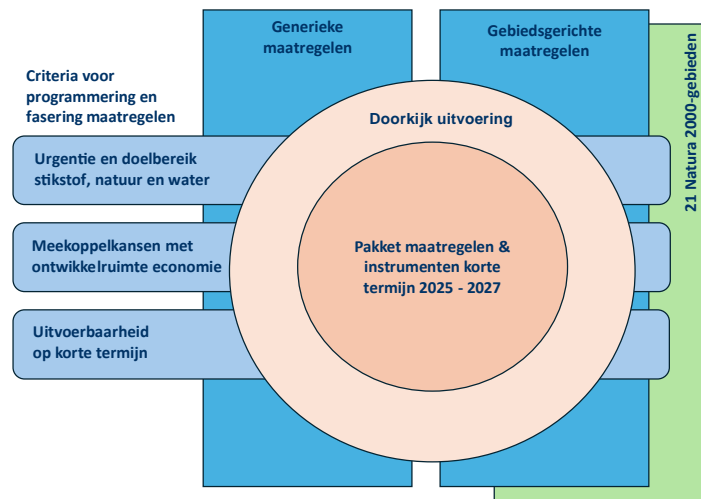 Generieke
maatregelen
Gebiedsgerichte
maatregelen
21 Natura 2000-gebieden
Criteria voor
programmering en
fasering maatregelen
Doorkijk uitvoering
Urgentie en doelbereik
stikstof, natuur en water
Meekoppelkansen met
ontwikkelruimte economie
Uitvoerbaarheid
op korte termijn
Pakket maatregelen &
instrumenten korte
termijn 2025 - 2027